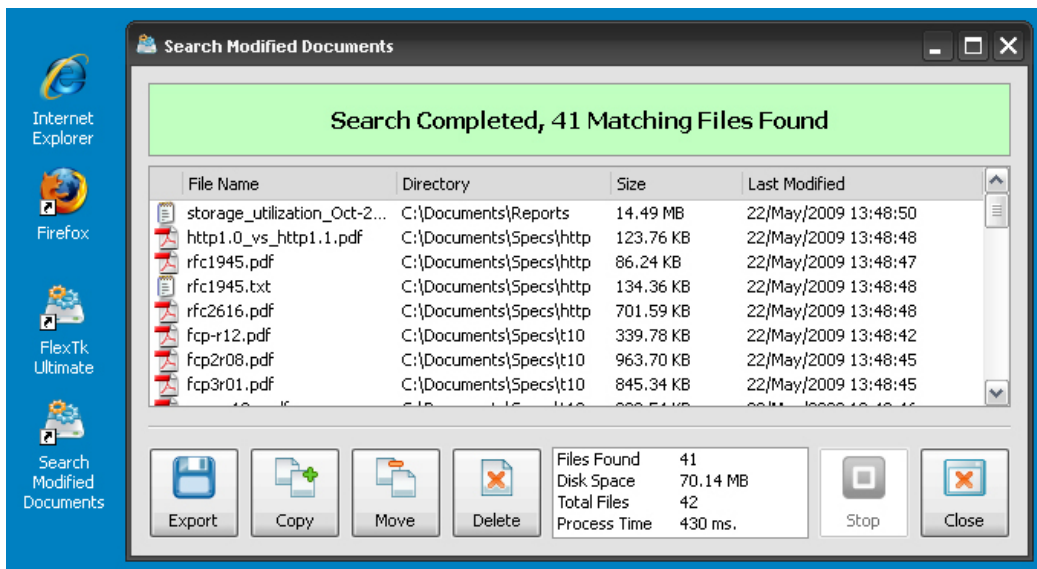 Internet
Explorer
Firefox
FlexTk
Ultimate
Search
Modified
Documents
Search Modified Documents
Search Completed, 41 Matching Files Found
File Name Directory Size Last Modified
storage_utilization_Oct-2... C:\Documents\Reports 14.49 MB 22/May/2009 13:48:50
http1.0_vs_http1.1.pdf C:\Documents\Specs\http 123.76 KB 22/May/2009 13:48:48
rfc1945.pdf C:\Documents\Specs\http 86.24 KB 22/May/2009 13:48:47
rfc1945.txt C:\Documents\Specs\http 134.36 KB 22/May/2009 13:48:48
rfc2616.pdf C:\Documents\Specs\http 701.59 KB 22/May/2009 13:48:48
fcp-r12.pdf C:\Documents\Specs\t10 339.78 KB 22/May/2009 13:48:42
fcp2r08.pdf C:\Documents\Specs\t10 963.70 KB 22/May/2009 13:48:45
fcp3r01.pdf C:\Documents\Specs\t10 845.34 KB 22/May/2009 13:48:45
Export
Copy
Move
Delete
Files Found 41
Disk Space 70.14 MB
Total Files 42
Process Time 430 ms.
Stop
Close